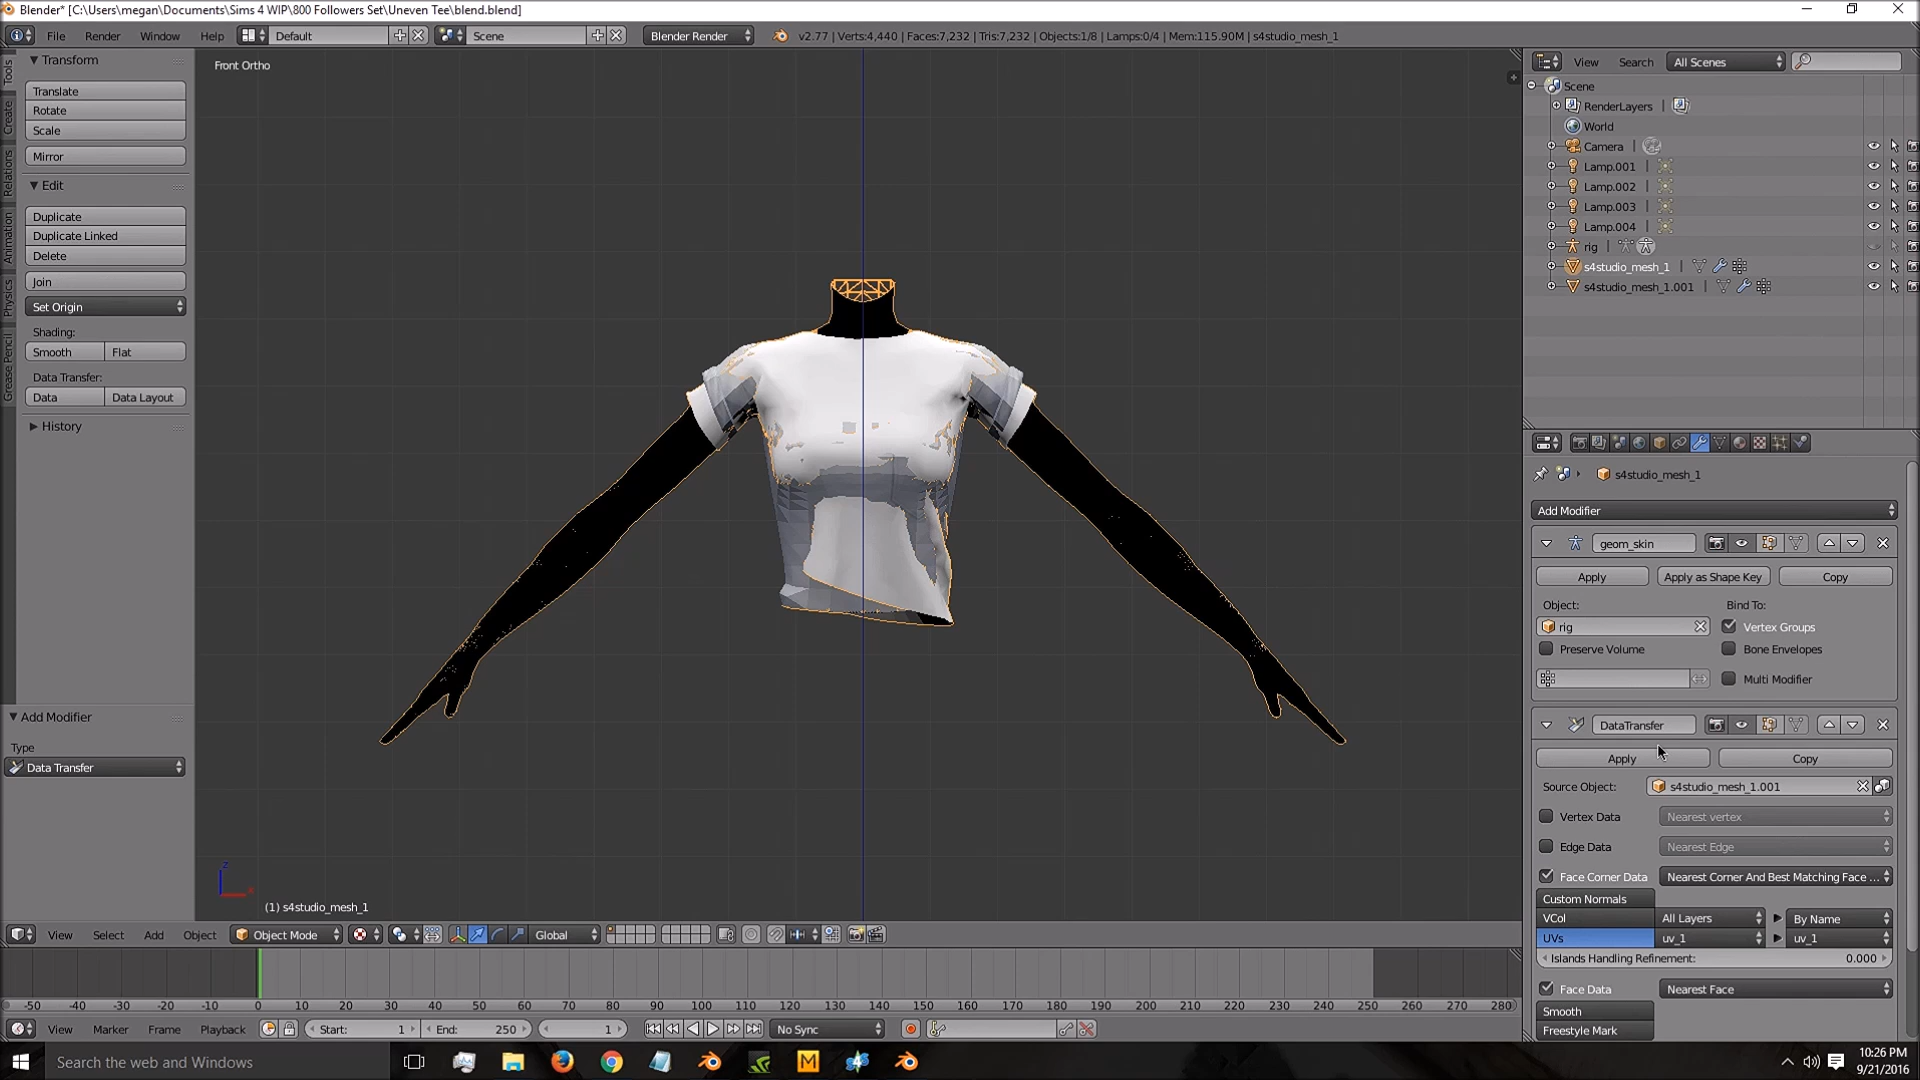 Blender* [C:\Users\megan\Documents\Sims 4 WIP\800 Followers Set\Uneven Tee\blend.blend]
File Render Window Help Default Scene Blender Render v2.77 | Verts:4,440 | Faces:7,232 | Tris:7,232 | Objects:1/8 | Lamps:0/4 | Mem:115.90M | s4studio_mesh_1
Tools
Create
Relations
Animation
Physics
Grease Pencil
Transform
Translate
Rotate
Scale
Mirror
Edit
Duplicate
Duplicate Linked
Delete
Join
Set Origin
Shading:
Smooth Flat
Data Transfer:
Data Data Layout
History
Add Modifier
Type
Data Transfer
Front Ortho
z
x
(1) s4studio_mesh_1
View Search All Scenes
Scene
RenderLayers |
World
Camera |
Lamp.001 |
Lamp.002 |
Lamp.003 |
Lamp.004 |
rig |
s4studio_mesh_1 |
s4studio_mesh_1.001 |
s4studio_mesh_1
Add Modifier
geom_skin
Apply Apply as Shape Key Copy
Object: Bind To:
rig Vertex Groups
Preserve Volume Bone Envelopes
Multi Modifier
DataTransfer
Apply Copy
Source Object: s4studio_mesh_1.001
Vertex Data Nearest vertex
Edge Data Nearest Edge
Face Corner Data Nearest Corner And Best Matching Face ...
Custom Normals
VCol All Layers By Name
UVs uv_1 uv_1
Islands Handling Refinement: 0.000
Face Data Nearest Face
Smooth
Freestyle Mark
View Select Add Object Object Mode Global
-50 -40 -30 -20 -10 0 10 20 30 40 50 60 70 80 90 100 110 120 130 140 150 160 170 180 190 200 210 220 230 240 250 260 270 280
View Marker Frame Playback Start: 1 End: 250 1 No Sync
Search the web and Windows
10:26 PM
9/21/2016